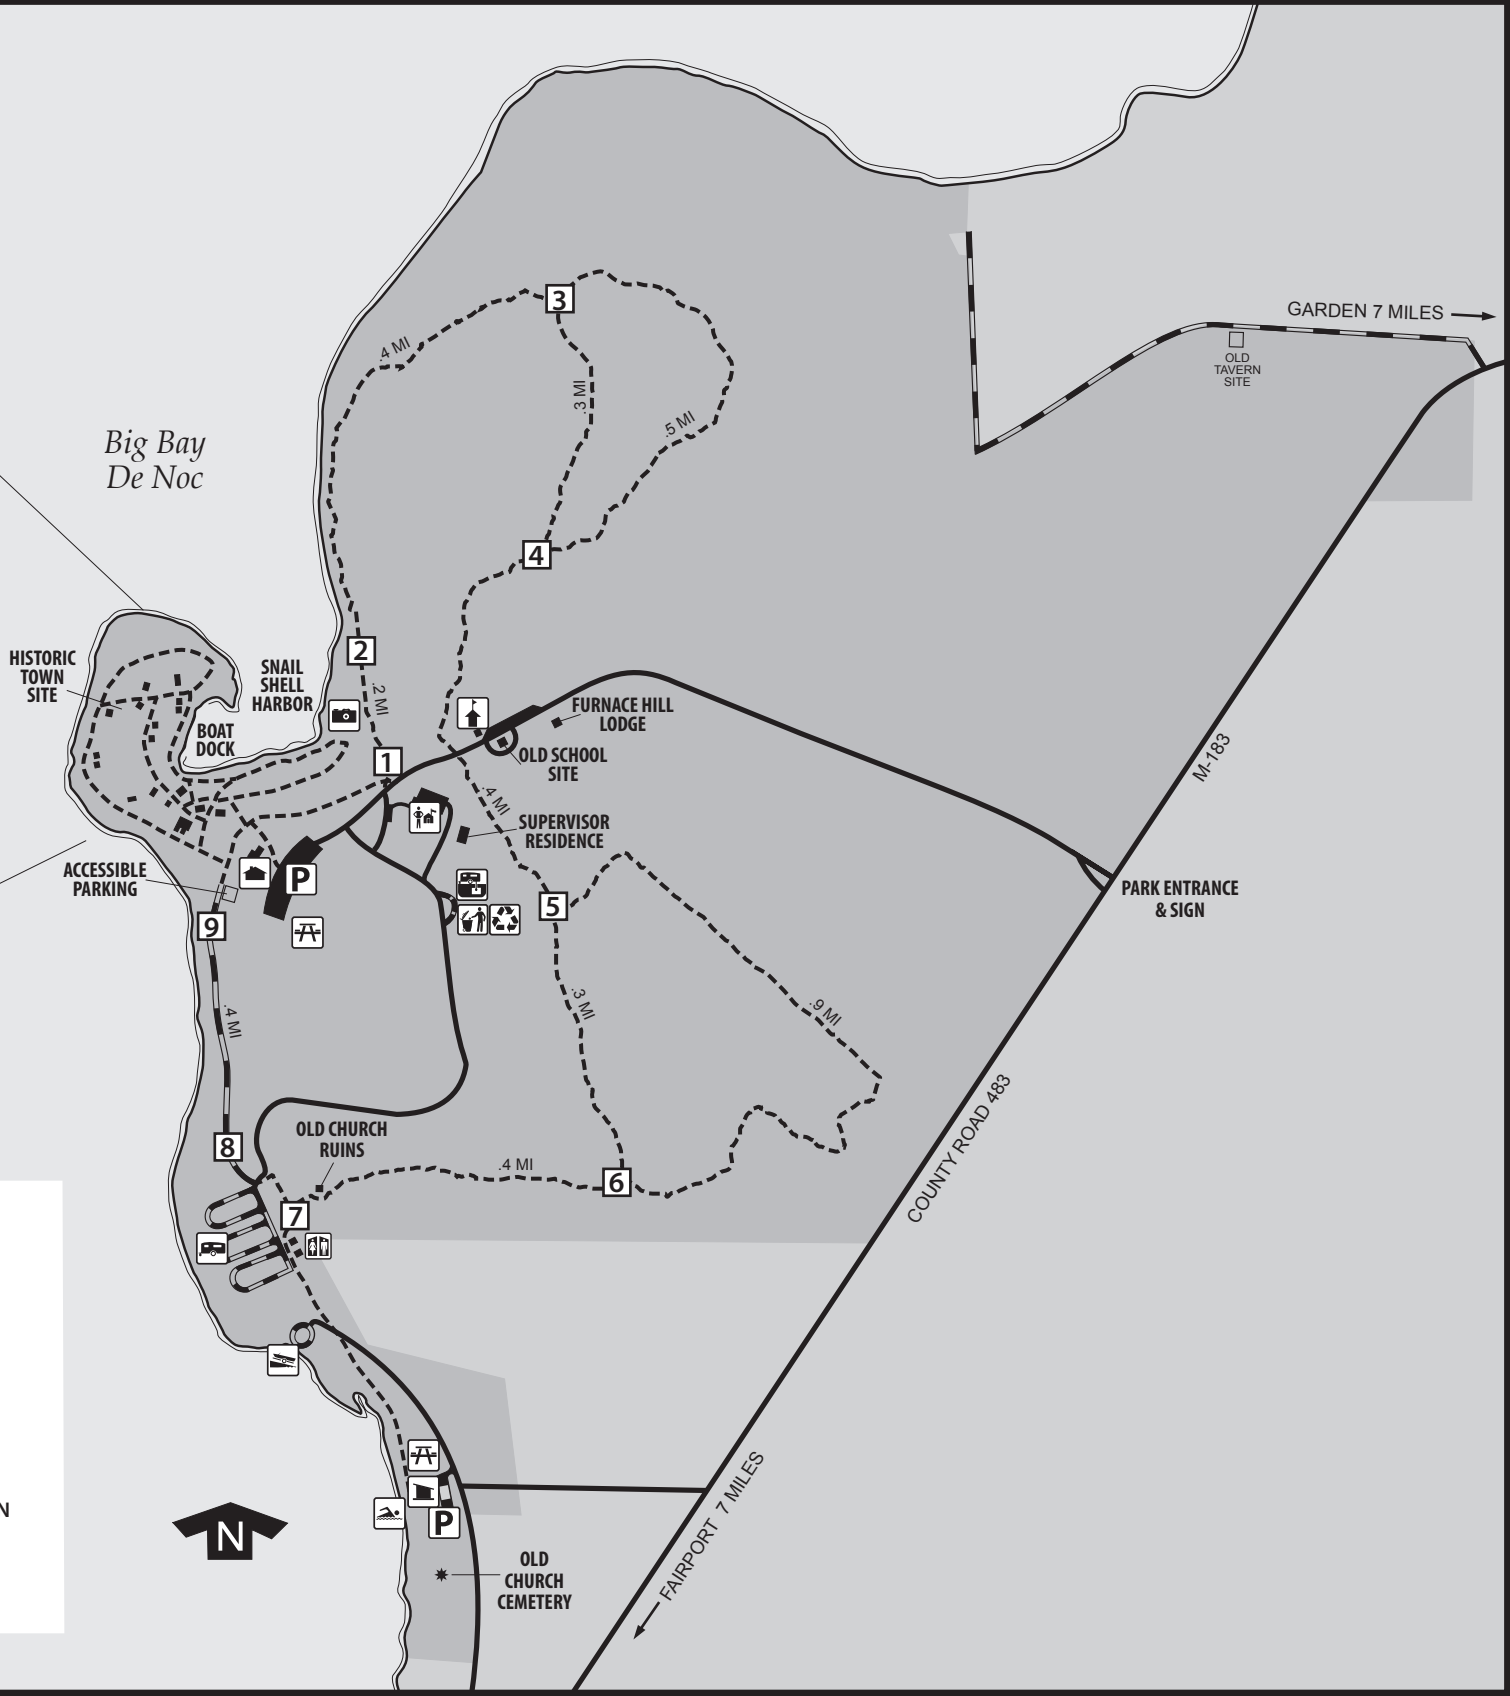 GARDEN 7 MILES
OLD
TAVERN
SITE
3
.4 MI
.3 MI
.5 MI
Big Bay
De Noc
4
HISTORIC
TOWN
SITE
SNAIL
SHELL
HARBOR
2
.2 MI
BOAT
DOCK
1
FURNACE HILL
LODGE
OLD SCHOOL
SITE
M-183
.4 MI
SUPERVISOR
RESIDENCE
ACCESSIBLE
PARKING
P
PARK ENTRANCE
& SIGN
5
9
.4 MI
.3 MI
.9 MI
COUNTY ROAD 483
8
OLD CHURCH
RUINS
.4 MI
6
7
N
N
P
FAIRPORT 7 MILES
OLD
CHURCH
CEMETERY